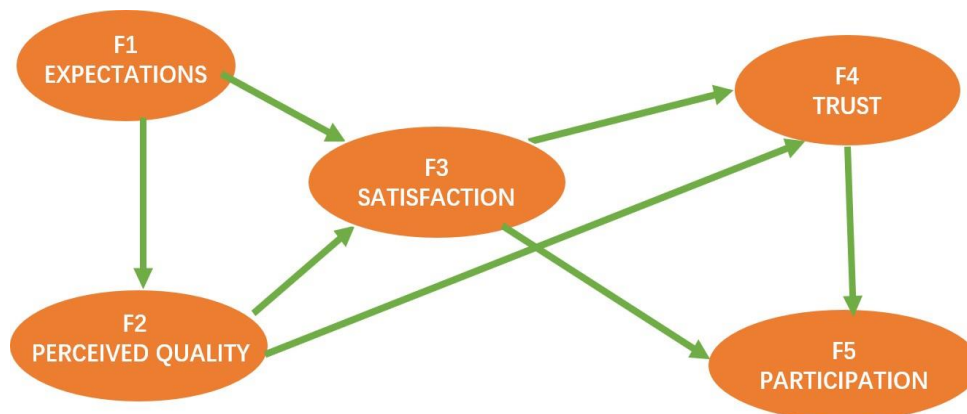 F1
EXPECTATIONS
F4
TRUST
F3
SATISFACTION
F2
PERCEIVED QUALITY
F5
PARTICIPATION